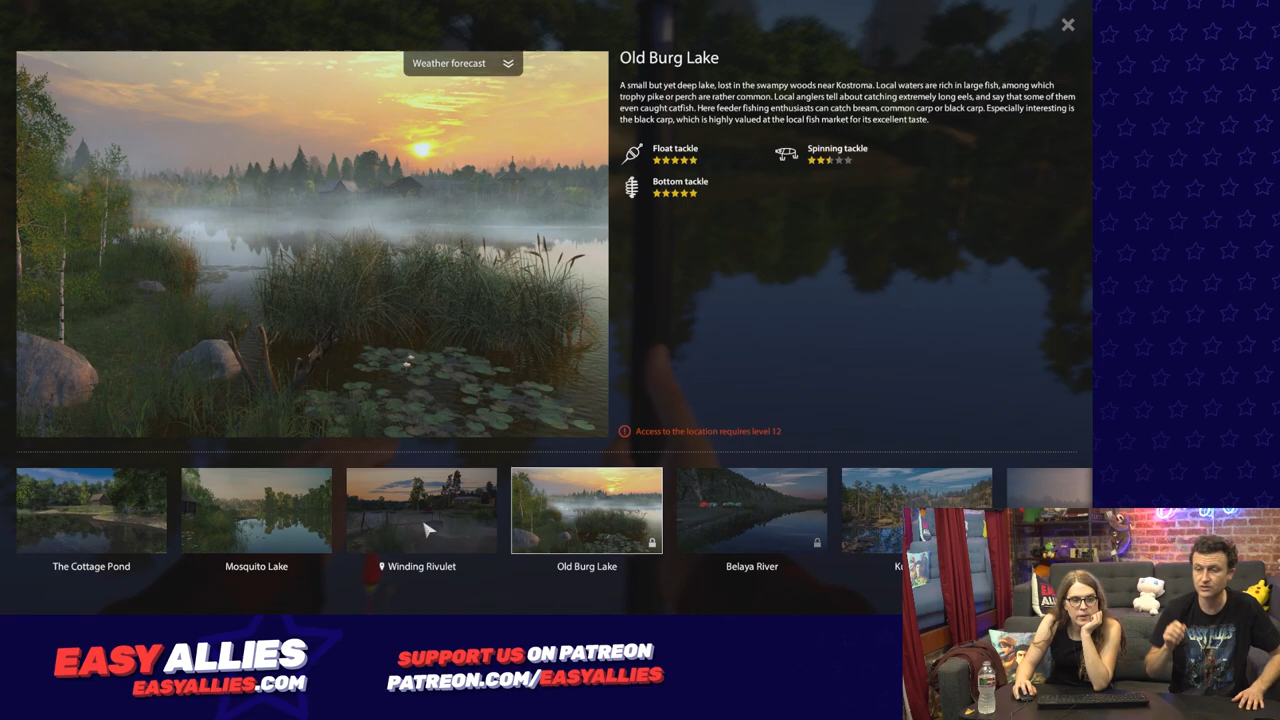 Weather forecast
Old Burg Lake
A small but yet deep lake, lost in the swampy woods near Kostroma. Local waters are rich in large fish, among which
trophy pike or perch are rather common. Local anglers tell about catching extremely long eels, and say that some of them
even caught catfish. Here feeder fishing enthusiasts can catch bream, common carp or black carp. Especially interesting is
the black carp, which is highly valued at the local fish market for its excellent taste.
Float tackle
Spinning tackle
Bottom tackle
Access to the location requires level 12
The Cottage Pond
Mosquito Lake
Winding Rivulet
Old Burg Lake
Belaya River
EASY ALLIES
EASYALLIES.COM
SUPPORT US ON PATREON
PATREON.COM/EASYALLIES